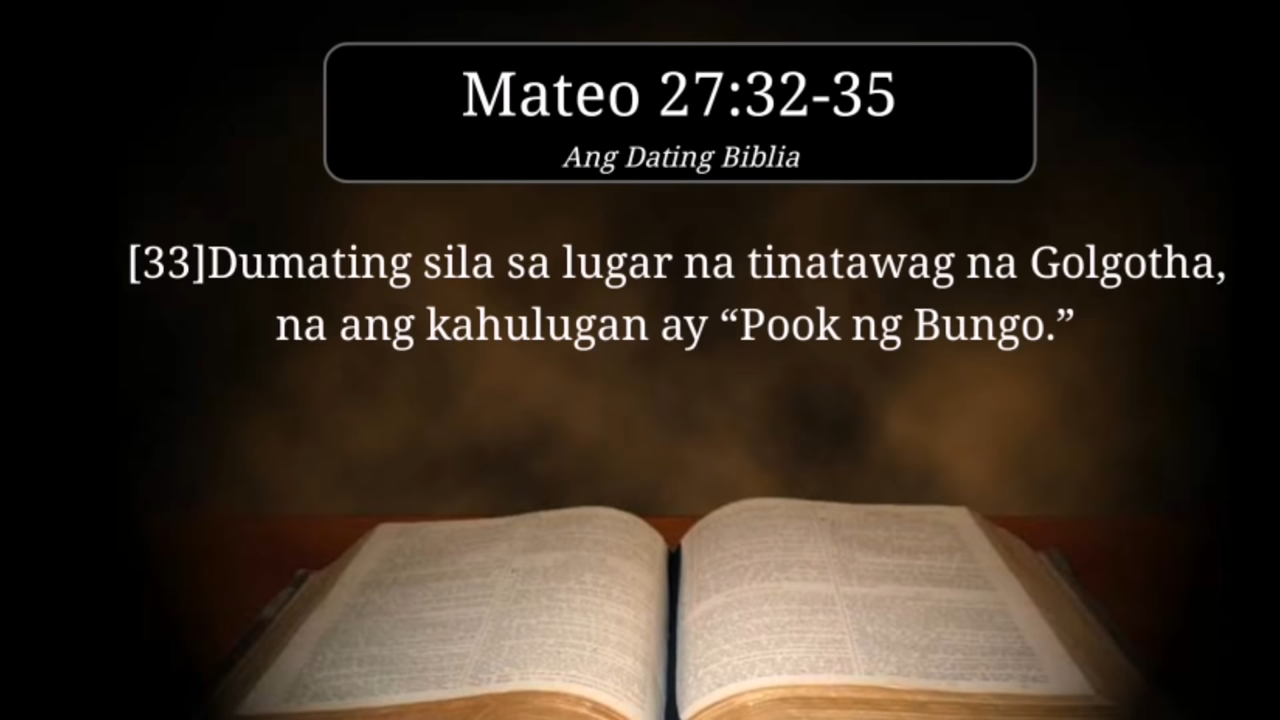 Mateo 27:32-35
Ang Dating Biblia
[33]Dumating sila sa lugar na tinatawag na Golgotha,
na ang kahulugan ay “Pook ng Bungo.”